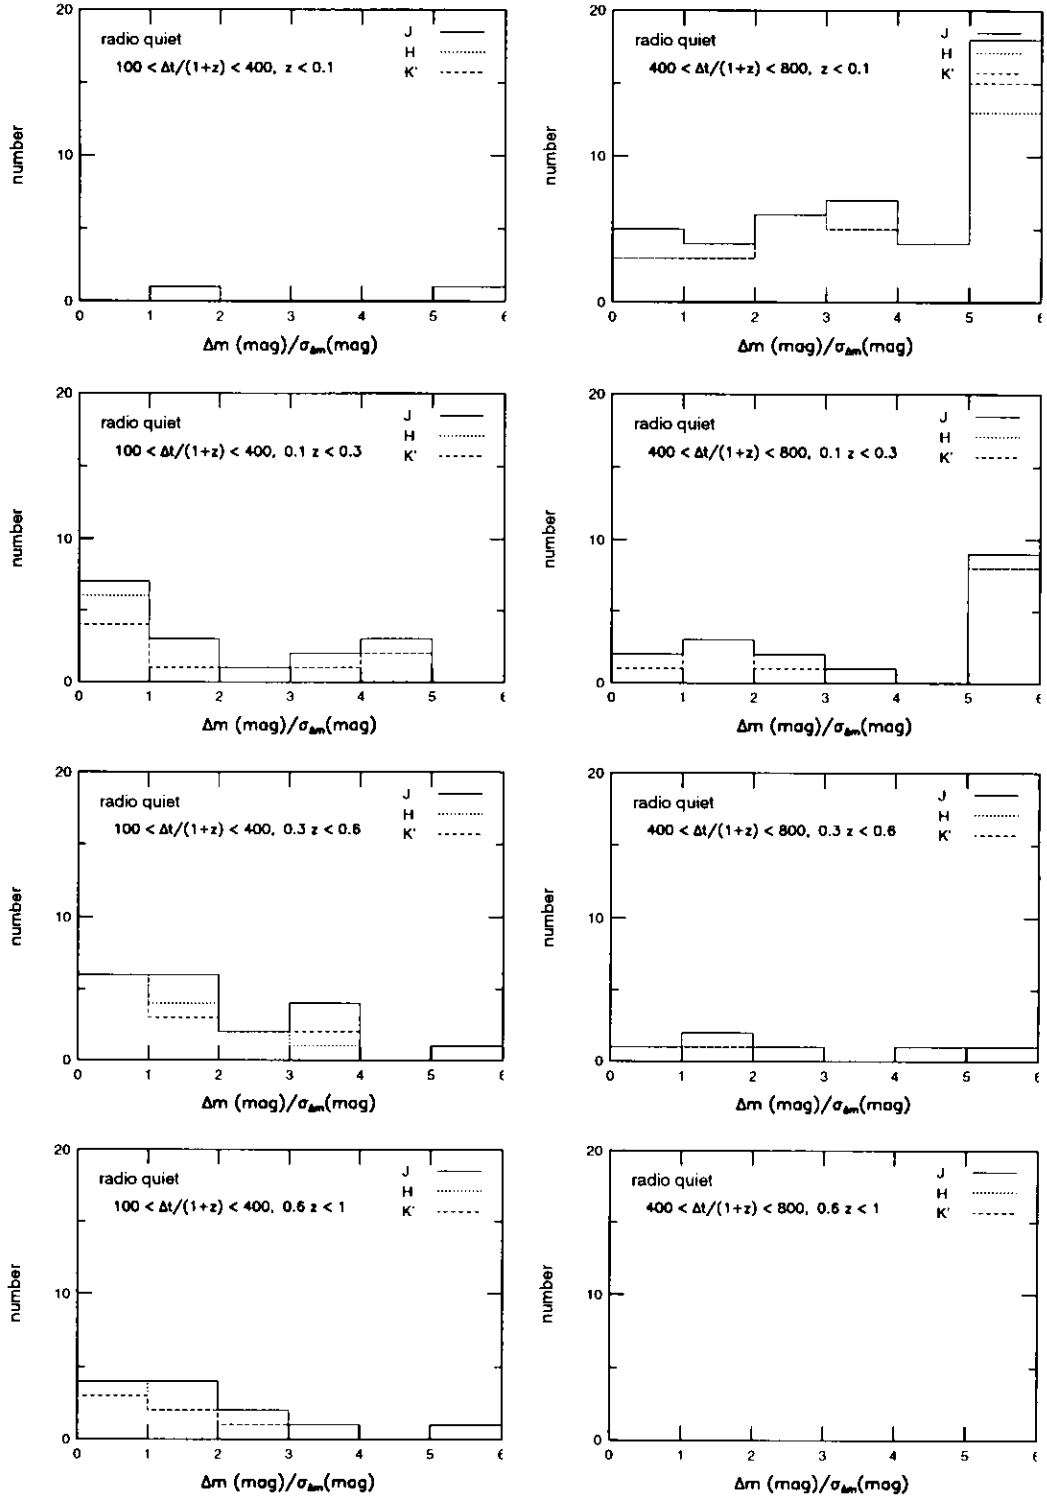 20
10
0
number
radio quiet
100 < Δt/(1+z) < 400, z < 0.1
J
H
K'
0 1 2 3 4 5 6
Δm (mag)/σΔm(mag)
20
10
0
number
radio quiet
400 < Δt/(1+z) < 800, z < 0.1
J
H
K'
0 1 2 3 4 5 6
Δm (mag)/σΔm(mag)
20
10
0
number
radio quiet
100 < Δt/(1+z) < 400, 0.1 z < 0.3
J
H
K'
0 1 2 3 4 5 6
Δm (mag)/σΔm(mag)
20
10
0
number
radio quiet
400 < Δt/(1+z) < 800, 0.1 z < 0.3
J
H
K'
0 1 2 3 4 5 6
Δm (mag)/σΔm(mag)
20
10
0
number
radio quiet
100 < Δt/(1+z) < 400, 0.3 z < 0.6
J
H
K'
0 1 2 3 4 5 6
Δm (mag)/σΔm(mag)
20
10
0
number
radio quiet
400 < Δt/(1+z) < 800, 0.3 z < 0.6
J
H
K'
0 1 2 3 4 5 6
Δm (mag)/σΔm(mag)
20
10
0
number
radio quiet
100 < Δt/(1+z) < 400, 0.6 z < 1
J
H
K'
0 1 2 3 4 5 6
Δm (mag)/σΔm(mag)
20
10
0
number
radio quiet
400 < Δt/(1+z) < 800, 0.6 z < 1
J
H
K'
0 1 2 3 4 5 6
Δm (mag)/σΔm(mag)